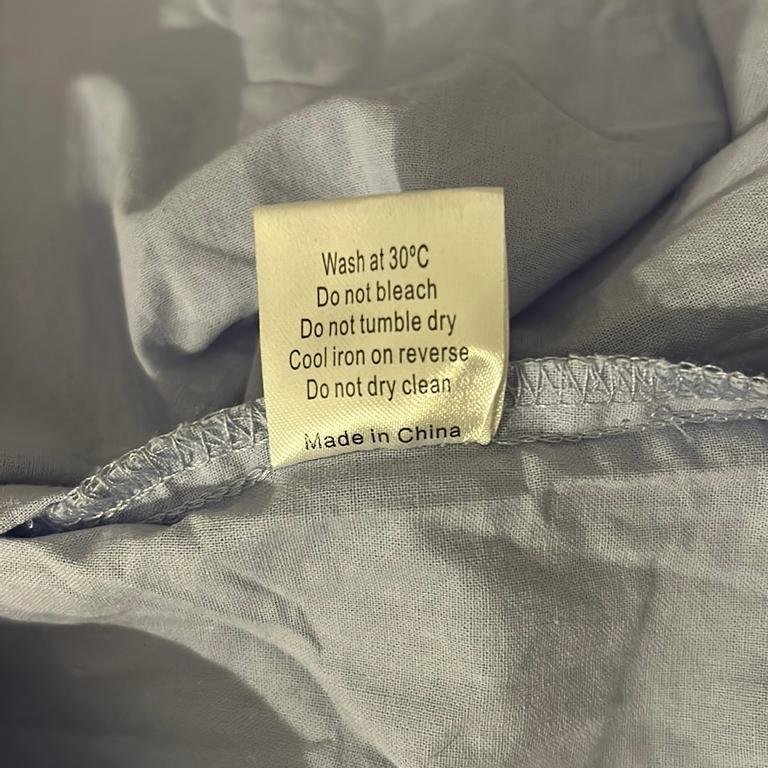 Wash at 30ºC
Do not bleach
Do not tumble dry
Cool iron on reverse
Do not dry clean
Made in China